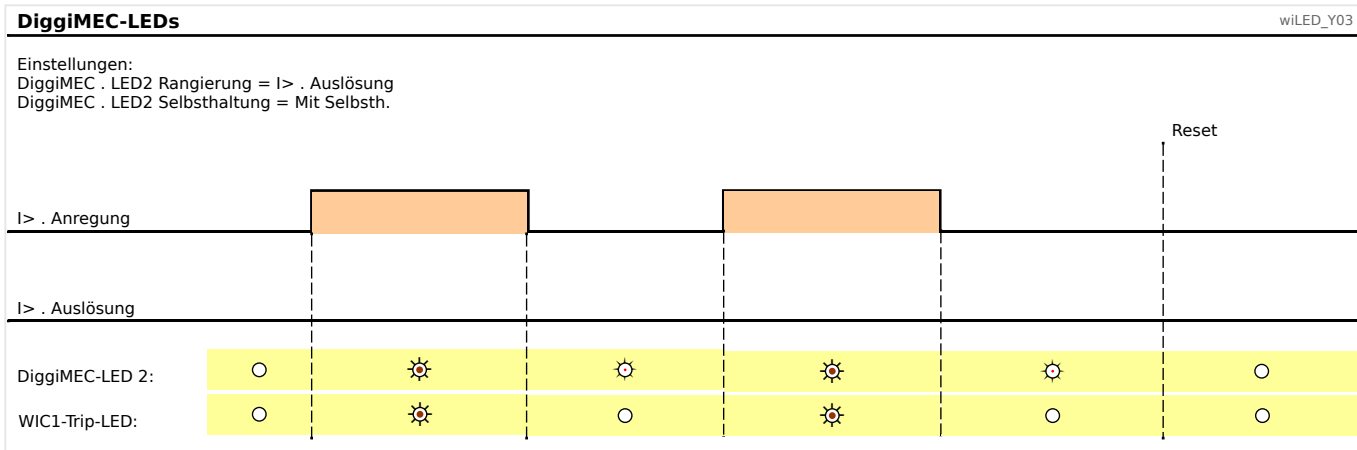 DiggiMEC-LEDs
wiLED_Y03
Einstellungen:
DiggiMEC . LED2 Rangierung = I> . Auslösung
DiggiMEC . LED2 Selbsthaltung = Mit Selbsth.
Reset
I> . Anregung
I> . Auslösung
DiggiMEC-LED 2:
WIC1-Trip-LED: